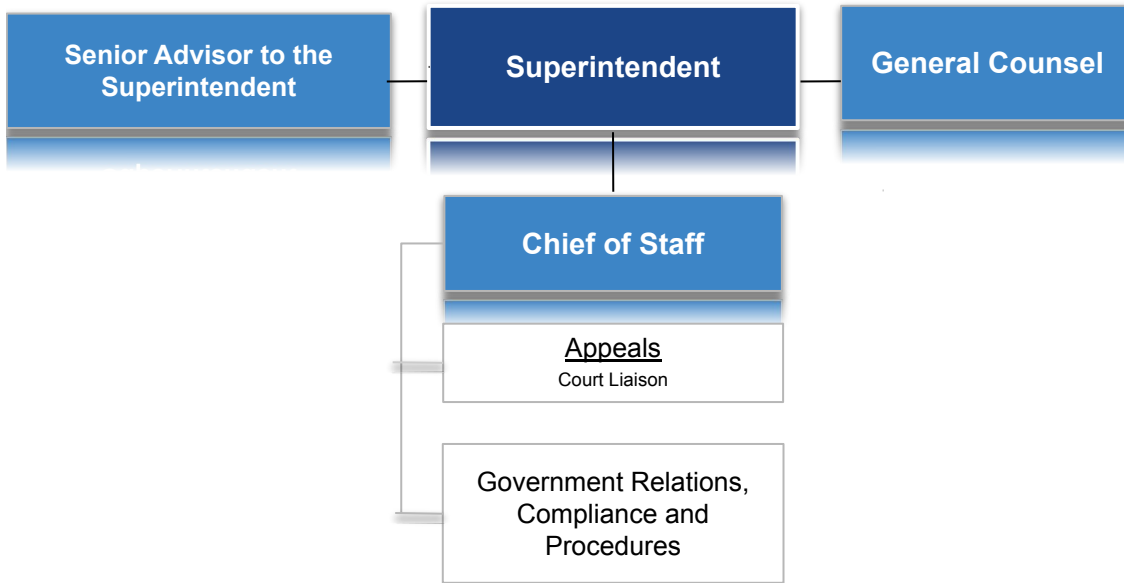 Senior Advisor to the
Superintendent
Superintendent
General Counsel
Chief of Staff
Appeals
Court Liaison
Government Relations,
Compliance and
Procedures